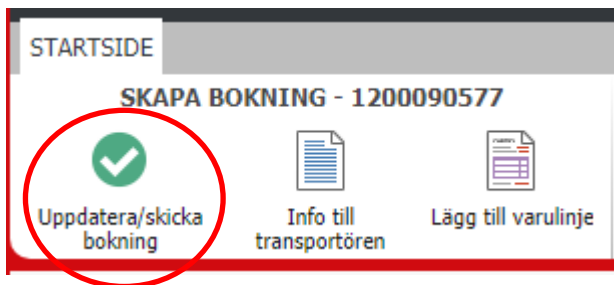 STARTSIDE
SKAPA BOKNING - 1200090577
Uppdatera/skicka
bokning
Info till
transportören
Lägg till varulinje